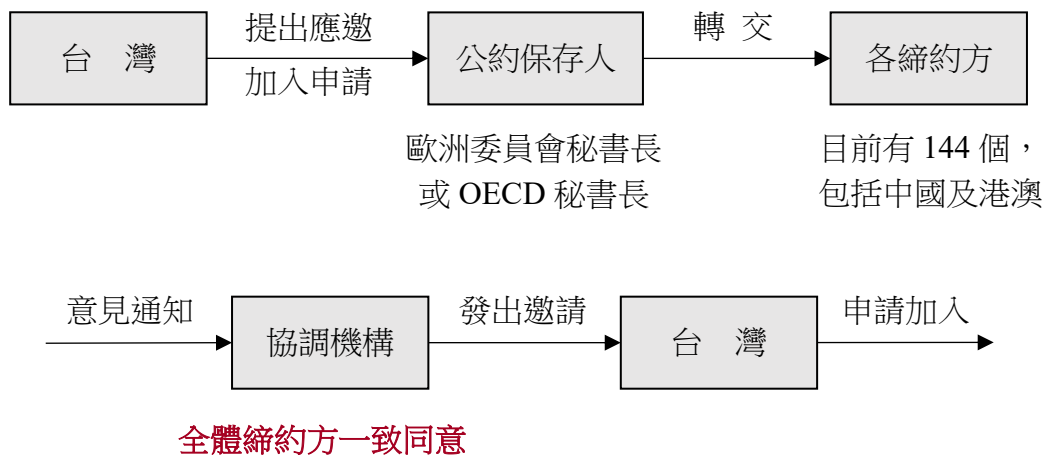 台 灣
提出應邀
加入申請
公約保存人
轉 交
各締約方
歐洲委員會秘書長
或 OECD 秘書長
目前有 144 個，
包括中國及港澳
意見通知
協調機構
發出邀請
台 灣
申請加入
全體締約方一致同意